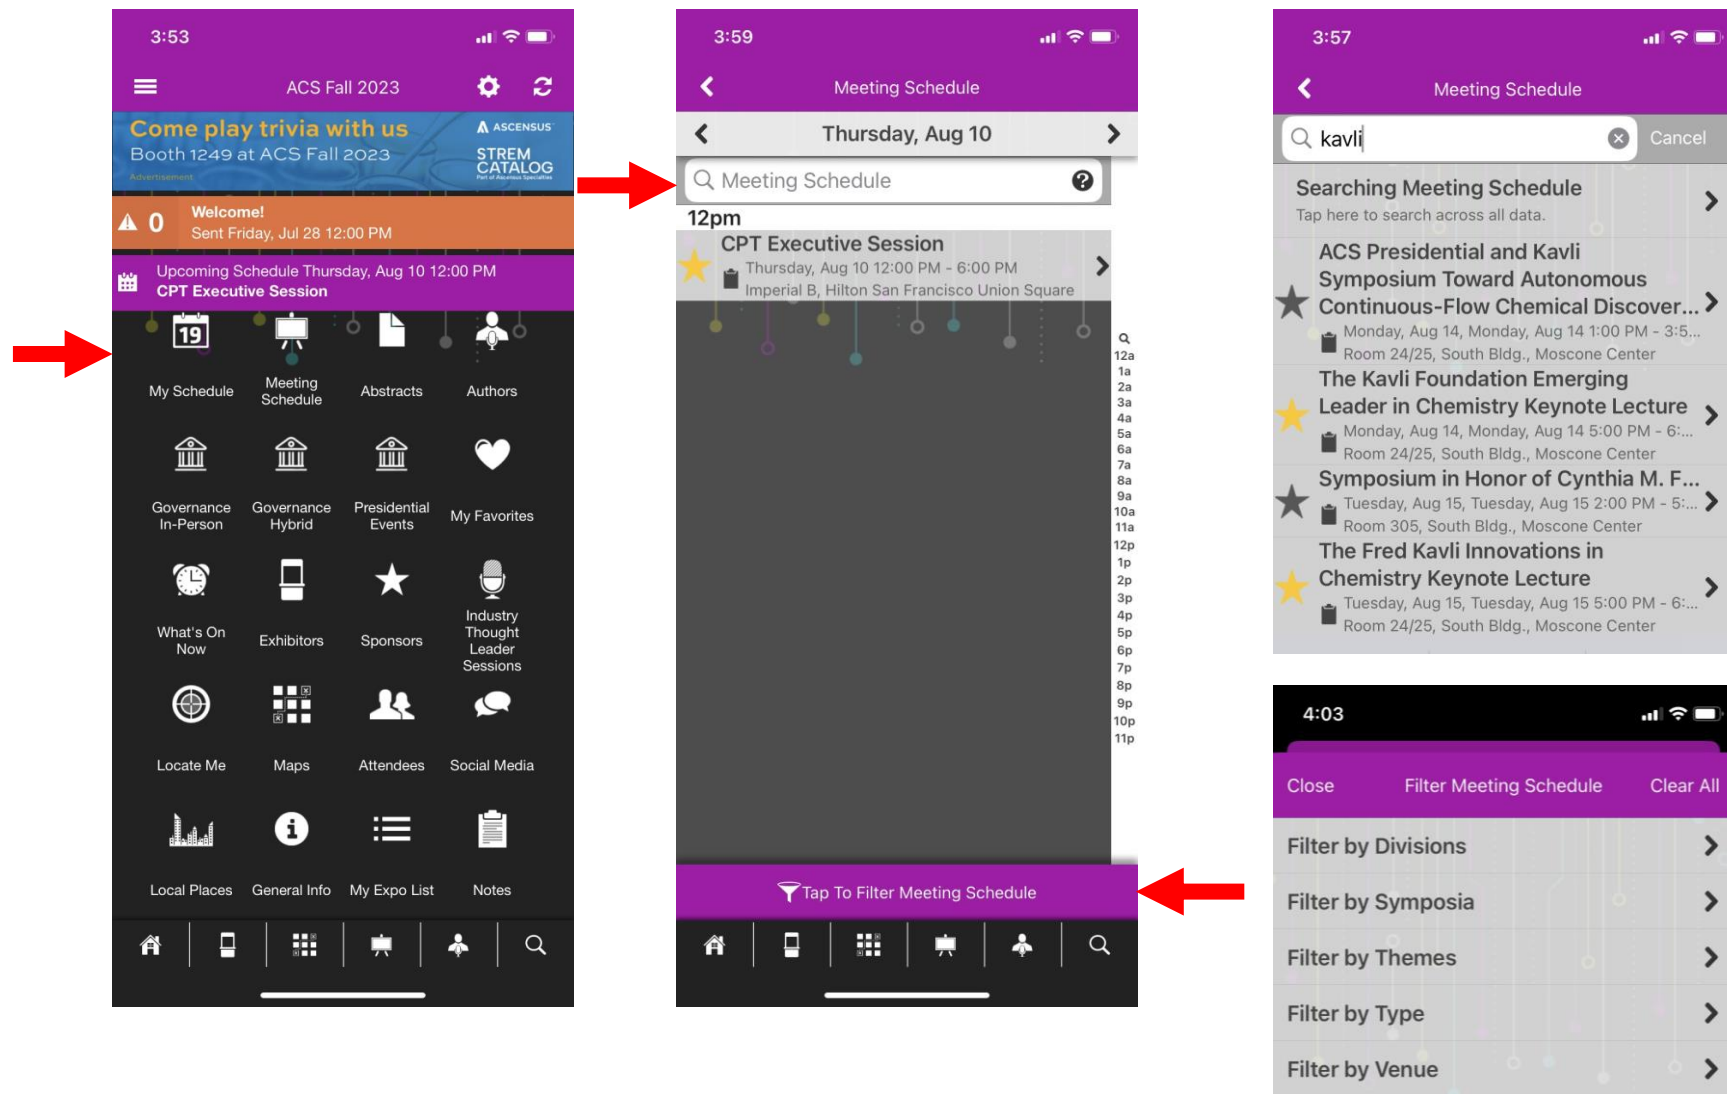 3:53
ACS Fall 2023
Come play trivia with us
Booth 1249 at ACS Fall 2023
Advertisement
ASCENSUS
STREM
CATALOG
Part of Ascensus Specialties
0
Welcome!
Sent Friday, Jul 28 12:00 PM
Upcoming Schedule Thursday, Aug 10 12:00 PM
CPT Executive Session
19
My Schedule
Meeting
Schedule
Abstracts
Authors
Governance
In-Person
Governance
Hybrid
Presidential
Events
My Favorites
What's On
Now
Exhibitors
Sponsors
Industry
Thought
Leader
Sessions
Locate Me
Maps
Attendees
Social Media
Local Places
General Info
My Expo List
Notes
3:59
Meeting Schedule
Thursday, Aug 10
Meeting Schedule
12pm
CPT Executive Session
Thursday, Aug 10 12:00 PM - 6:00 PM
Imperial B, Hilton San Francisco Union Square
12a
1a
2a
3a
4a
5a
6a
7a
8a
9a
10a
11a
12p
1p
2p
3p
4p
5p
6p
7p
8p
9p
10p
11p
Tap To Filter Meeting Schedule
3:57
Meeting Schedule
kavli
Cancel
Searching Meeting Schedule
Tap here to search across all data.
ACS Presidential and Kavli
Symposium Toward Autonomous
Continuous-Flow Chemical Discover...
Monday, Aug 14, Monday, Aug 14 1:00 PM - 3:5...
Room 24/25, South Bldg., Moscone Center
The Kavli Foundation Emerging
Leader in Chemistry Keynote Lecture
Monday, Aug 14, Monday, Aug 14 5:00 PM - 6:...
Room 24/25, South Bldg., Moscone Center
Symposium in Honor of Cynthia M. F...
Tuesday, Aug 15, Tuesday, Aug 15 2:00 PM - 5:...
Room 305, South Bldg., Moscone Center
The Fred Kavli Innovations in
Chemistry Keynote Lecture
Tuesday, Aug 15, Tuesday, Aug 15 5:00 PM - 6:...
Room 24/25, South Bldg., Moscone Center
4:03
Close
Filter Meeting Schedule
Clear All
Filter by Divisions
Filter by Symposia
Filter by Themes
Filter by Type
Filter by Venue